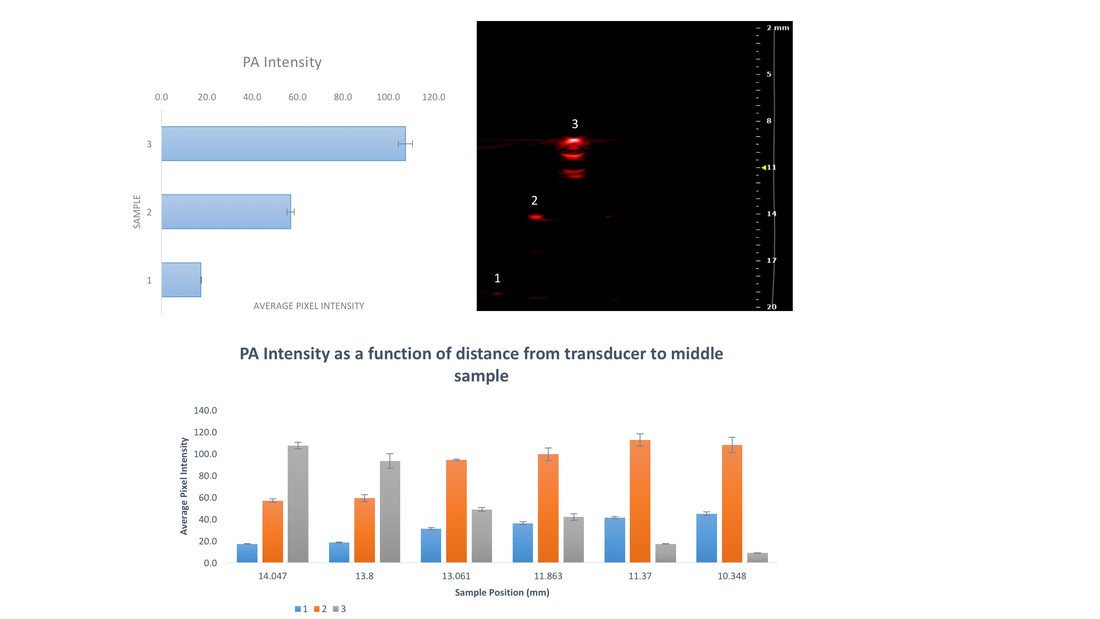 PA Intensity
0.0 20.0 40.0 60.0 80.0 100.0 120.0
SAMPLE
3
2
1
AVERAGE PIXEL INTENSITY
2 mm
5
8
11
14
17
20
3
2
1
PA Intensity as a function of distance from transducer to middle
sample
Average Pixel Intensity
140.0
120.0
100.0
80.0
60.0
40.0
20.0
0.0
14.047 13.8 13.061 11.863 11.37 10.348
Sample Position (mm)
1 2 3